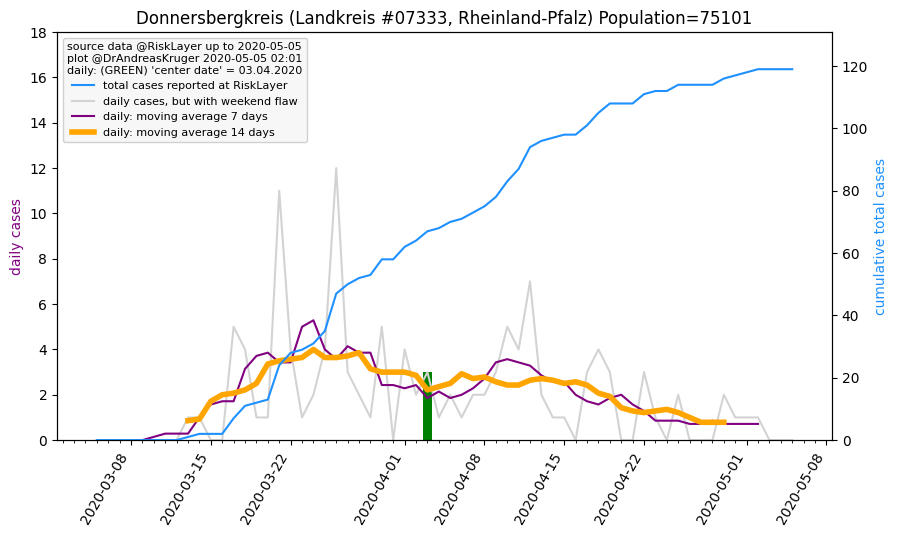 Donnersbergkreis (Landkreis #07333, Rheinland-Pfalz) Population=75101
source data @RiskLayer up to 2020-05-05
plot @DrAndreasKruger 2020-05-05 02:01
daily: (GREEN) 'center date' = 03.04.2020
total cases reported at RiskLayer
daily cases, but with weekend flaw
daily: moving average 7 days
daily: moving average 14 days
daily cases
18
16
14
12
10
8
6
4
2
0
cumulative total cases
120
100
80
60
40
20
0
2020-03-08
2020-03-15
2020-03-22
2020-04-01
2020-04-08
2020-04-15
2020-04-22
2020-05-01
2020-05-08